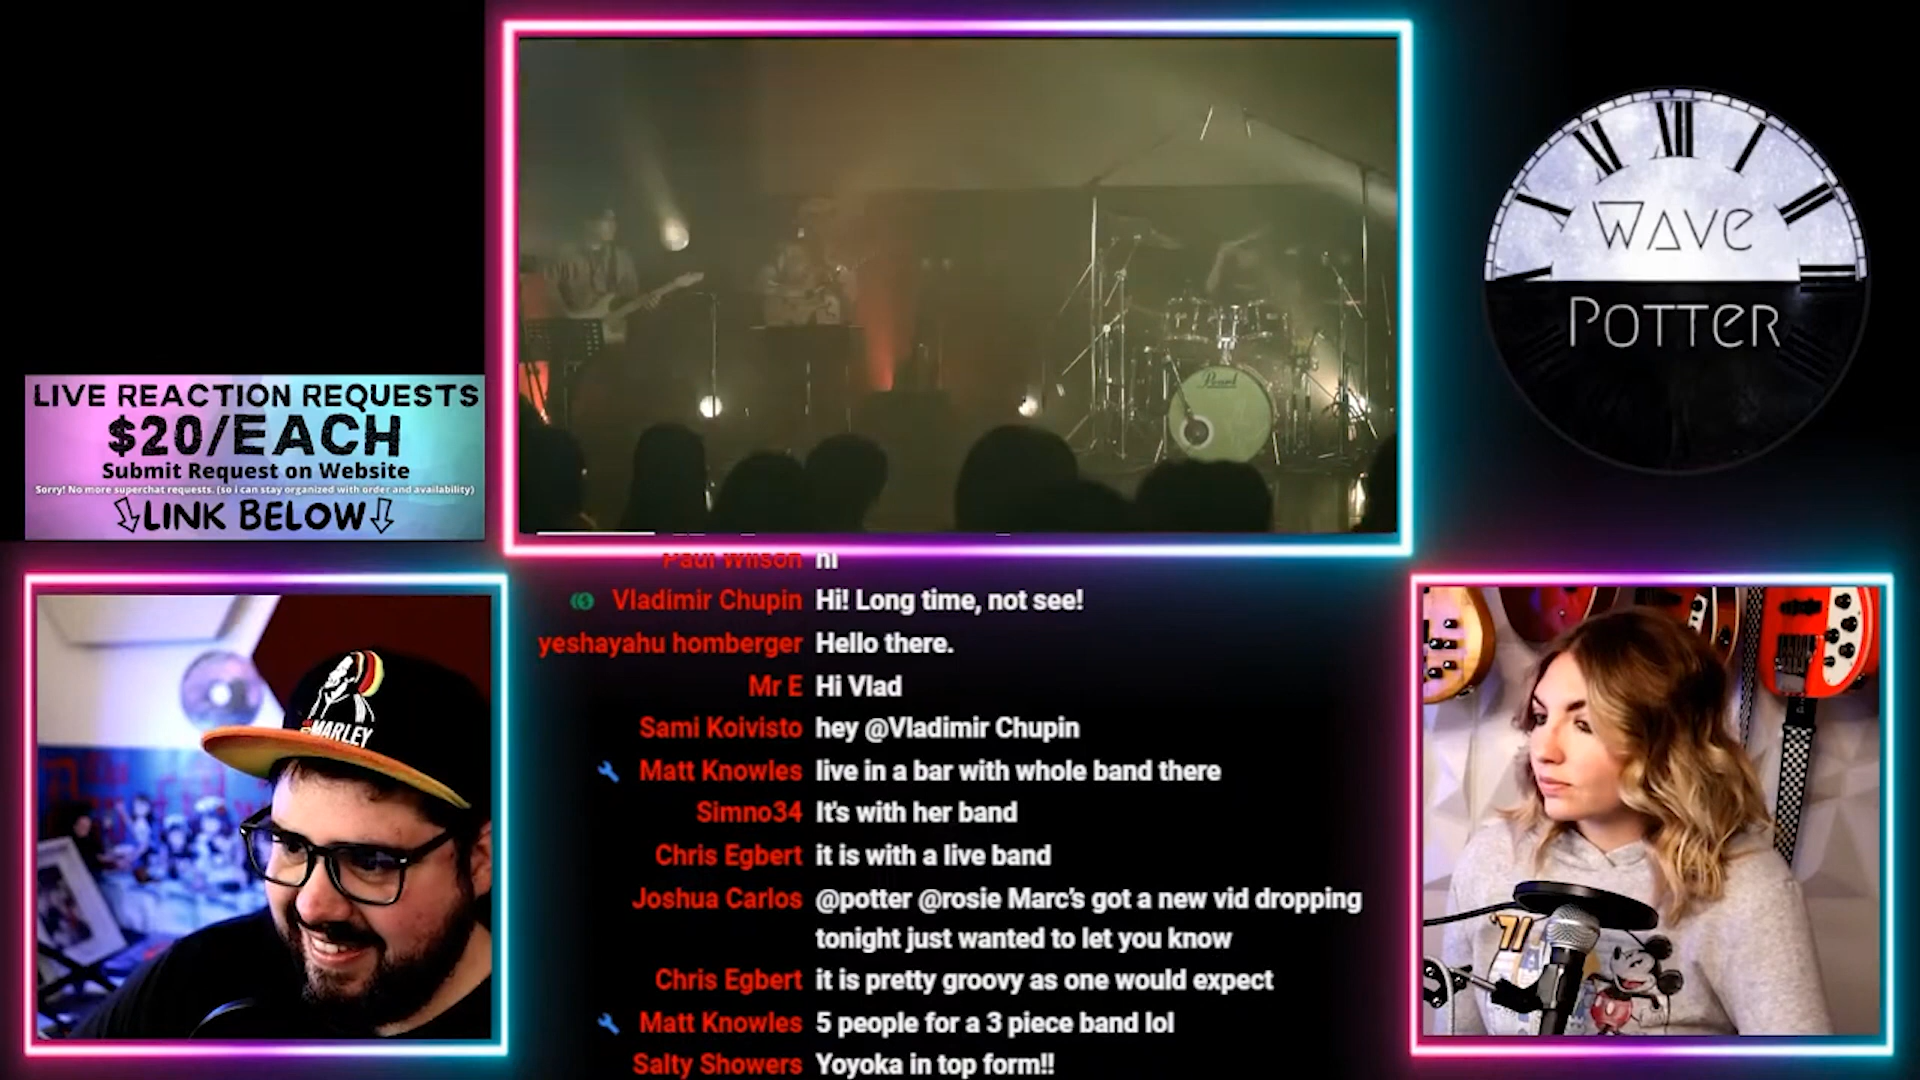 LIVE REACTION REQUESTS
$20/EACH
Submit Request on Website
Sorry! No more superchat requests. (so i can stay organized with order and availability)
LINK BELOW
Pearl
WAVE
POTTER
MARLEY
71
Paul Wilson hi
Vladimir Chupin Hi! Long time, not see!
yeshayahu homberger Hello there.
Mr E Hi Vlad
Sami Koivisto hey @Vladimir Chupin
Matt Knowles live in a bar with whole band there
Simno34 It's with her band
Chris Egbert it is with a live band
Joshua Carlos @potter @rosie Marc's got a new vid dropping
tonight just wanted to let you know
Chris Egbert it is pretty groovy as one would expect
Matt Knowles 5 people for a 3 piece band lol
Salty Showers Yoyoka in top form!!